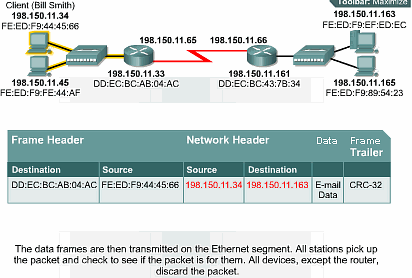 Toolbar: Maximize
Client (Bill Smith)
198.150.11.34
FE:ED:F9:44:45:66
198.150.11.163
FE:ED:F9:EF:ED:EC
198.150.11.65
198.150.11.66
198.150.11.45
FE:ED:F9:FE:44:AF
198.150.11.33
DD:EC:BC:AB:04:AC
198.150.11.161
DD:EC:BC:43:7B:34
198.150.11.165
FE:ED:F9:89:54:23
Frame Header Network Header Data Frame
Trailer
Destination Source Source Destination
DD:EC:BC:AB:04:AC FE:ED:F9:44:45:66 198.150.11.34 198.150.11.163 E-mail CRC-32
Data
The data frames are then transmitted on the Ethernet segment. All stations pick up
the packet and check to see if the packet is for them. All devices, except the router,
discard the packet.